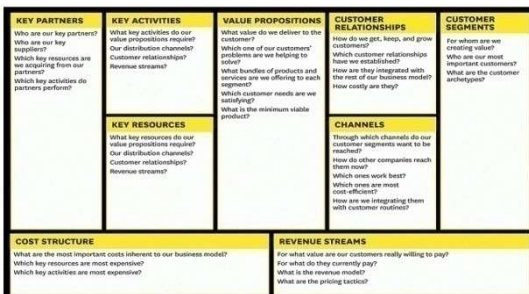 KEY PARTNERS
Who are our key partners?
Who are our key
suppliers?
Which key resources are
we acquiring from our
partners?
Which key activities do
partners perform?
KEY ACTIVITIES
What key activities do our
value propositions require?
Our distribution channels?
Customer relationships?
Revenue streams?
KEY RESOURCES
What key resources do our
value propositions require?
Our distribution channels?
Customer relationships?
Revenue streams?
VALUE PROPOSITIONS
What value do we deliver to the
customer?
Which one of our customers'
problems are we helping to
solve?
What bundles of products and
services are we offering to each
segment?
Which customer needs are we
satisfying?
What is the minimum viable
product?
CUSTOMER
RELATIONSHIPS
How do we get, keep, and grow
customers?
Which customer relationships
have we established?
How are they integrated with
the rest of our business model?
How costly are they?
CHANNELS
Through which channels do our
customer segments want to be
reached?
How do other companies reach
them now?
Which ones work best?
Which ones are most
cost-efficient?
How are we integrating them
with customer routines?
CUSTOMER
SEGMENTS
For whom are we
creating value?
Who are our most
important customers?
What are the customer
archetypes?
COST STRUCTURE
What are the most important costs inherent to our business model?
Which key resources are most expensive?
Which key activities are most expensive?
REVENUE STREAMS
For what value are our customers really willing to pay?
For what do they currently pay?
What is the revenue model?
What are the pricing tactics?